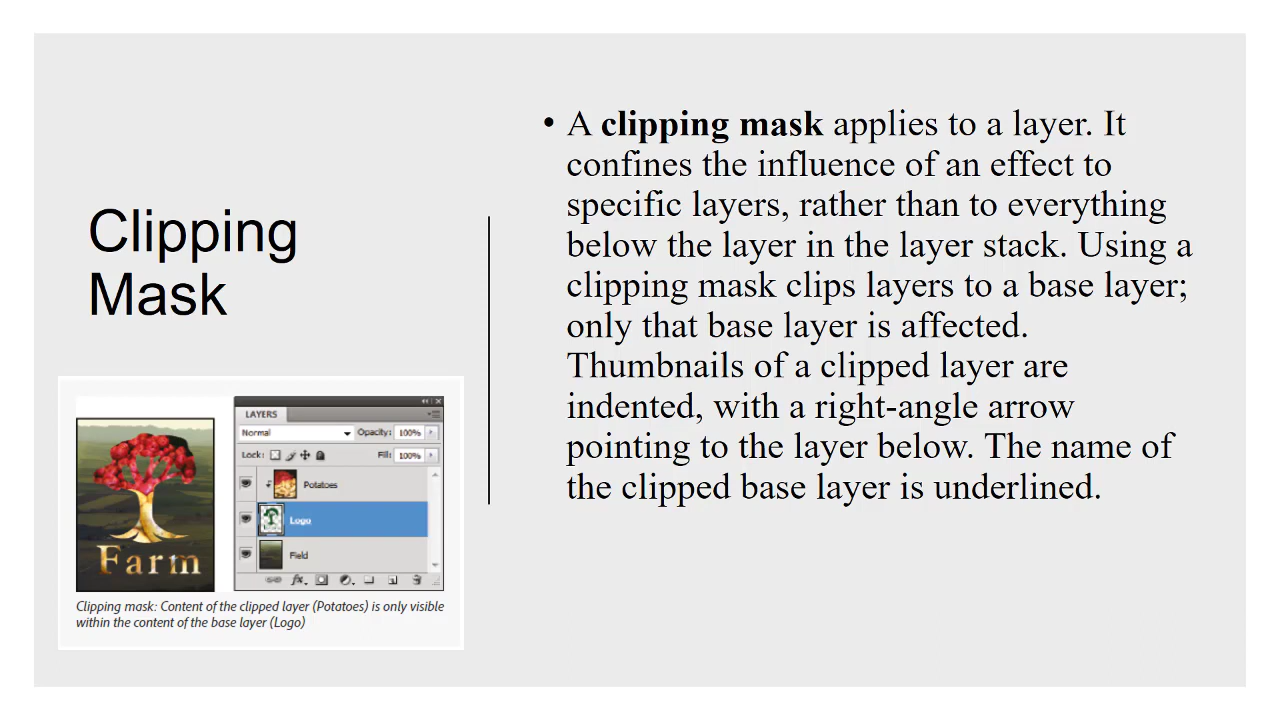 Clipping
Mask
• A clipping mask applies to a layer. It
confines the influence of an effect to
specific layers, rather than to everything
below the layer in the layer stack. Using a
clipping mask clips layers to a base layer;
only that base layer is affected.
Thumbnails of a clipped layer are
indented, with a right-angle arrow
pointing to the layer below. The name of
the clipped base layer is underlined.
Farm
LAYERS
Normal Opacity: 100%
Lock: Fill: 100%
Potatoes
Logo
Field
fx
Clipping mask: Content of the clipped layer (Potatoes) is only visible
within the content of the base layer (Logo)